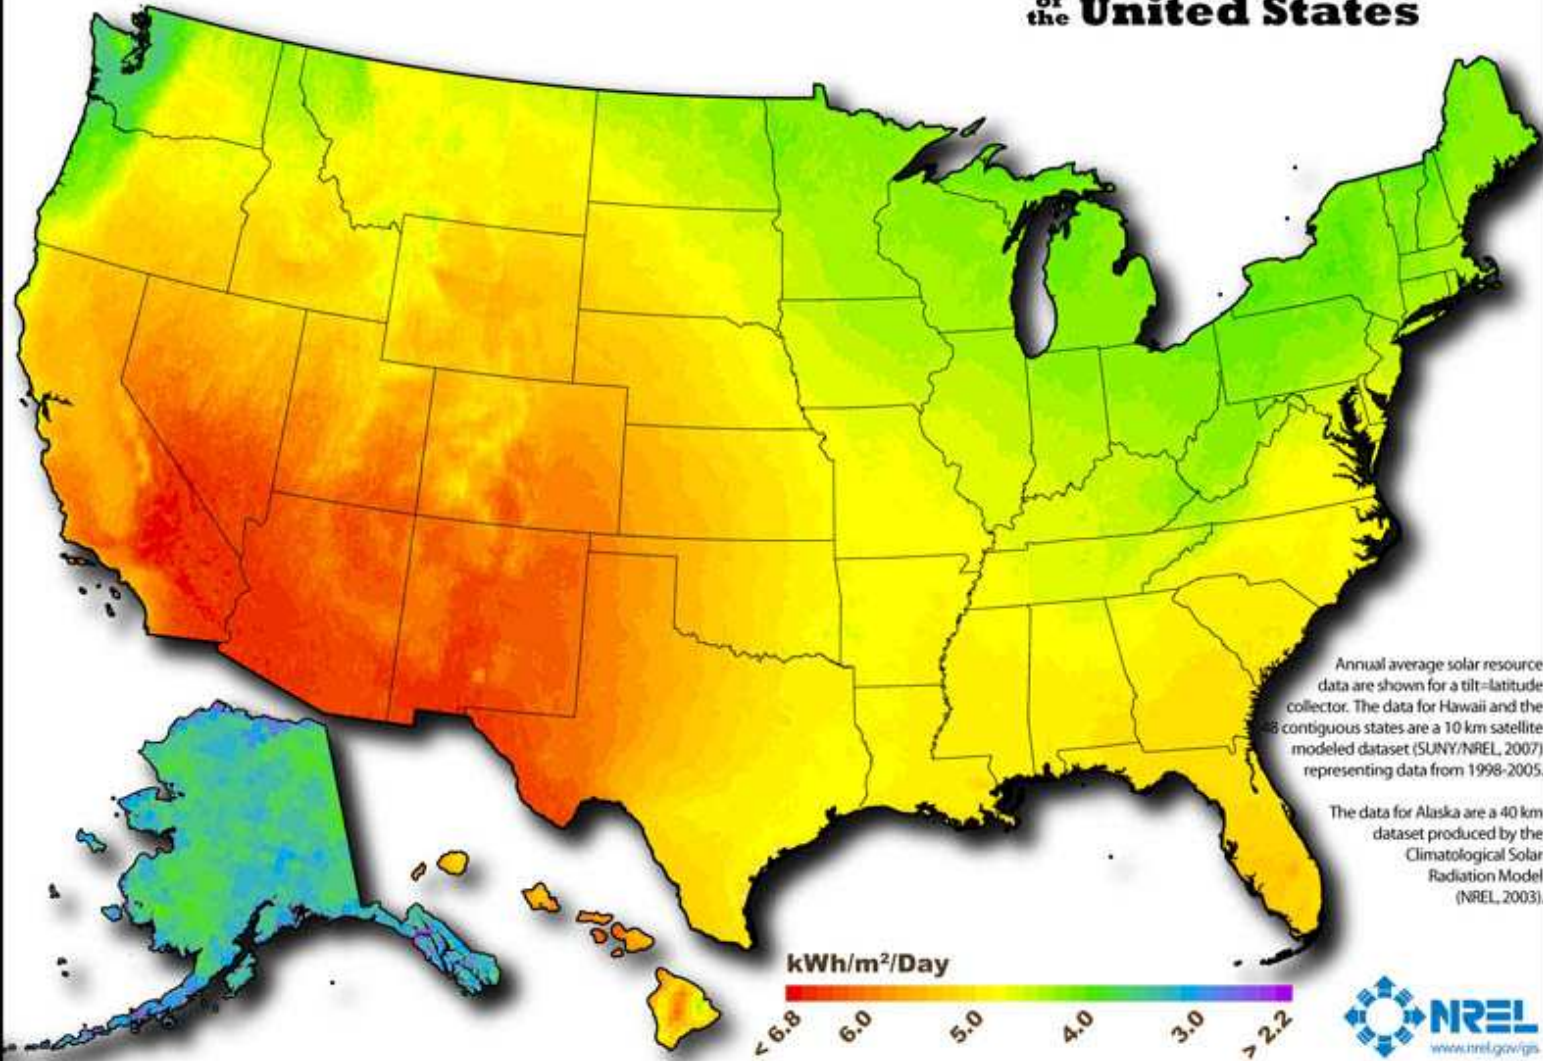 of
the United States
Annual average solar resource
data are shown for a tilt=latitude
collector. The data for Hawaii and the
48 contiguous states are a 10 km satellite
modeled dataset (SUNY/NREL, 2007)
representing data from 1998-2005.
The data for Alaska are a 40 km
dataset produced by the
Climatological Solar
Radiation Model
(NREL, 2003).
kWh/m²/Day
< 6.8 6.0 5.0 4.0 3.0 > 2.2
NREL
www.nrel.gov/gis